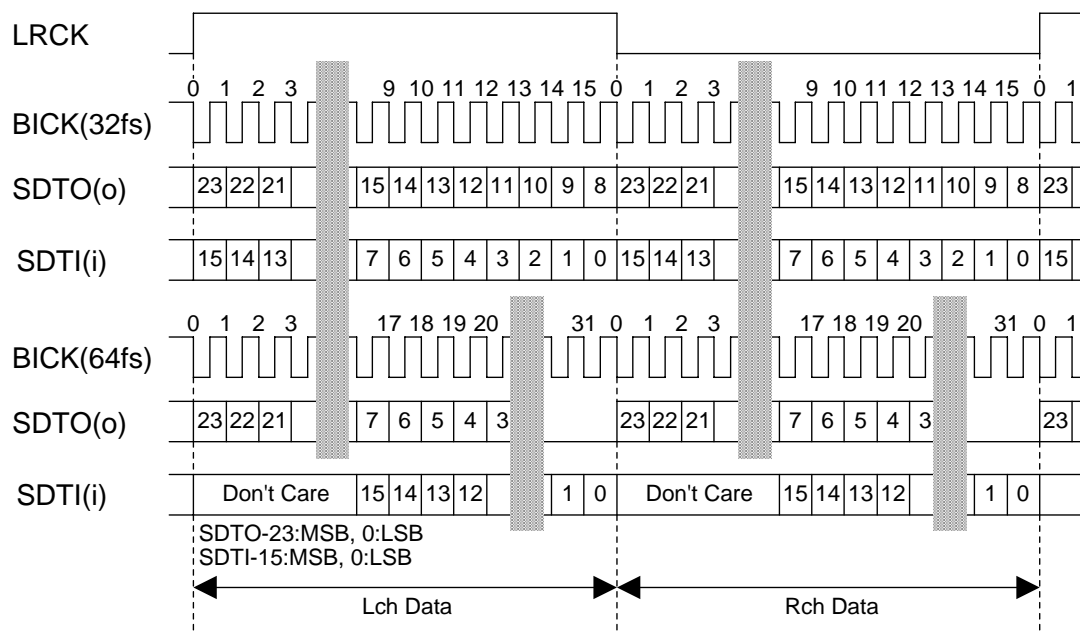 LRCK
0 1 2 3 9 10 11 12 13 14 15 0 1 2 3 9 10 11 12 13 14 15 0 1
BICK(32fs)
SDTO(o) 23 22 21 15 14 13 12 11 10 9 8 23 22 21 15 14 13 12 11 10 9 8 23
SDTI(i) 15 14 13 7 6 5 4 3 2 1 0 15 14 13 7 6 5 4 3 2 1 0 15
0 1 2 3 17 18 19 20 31 0 1 2 3 17 18 19 20 31 0 1
BICK(64fs)
SDTO(o) 23 22 21 7 6 5 4 3 23 22 21 7 6 5 4 3 23
SDTI(i) Don't Care 15 14 13 12 1 0 Don't Care 15 14 13 12 1 0
SDTO-23:MSB, 0:LSB
SDTI-15:MSB, 0:LSB
Lch Data Rch Data